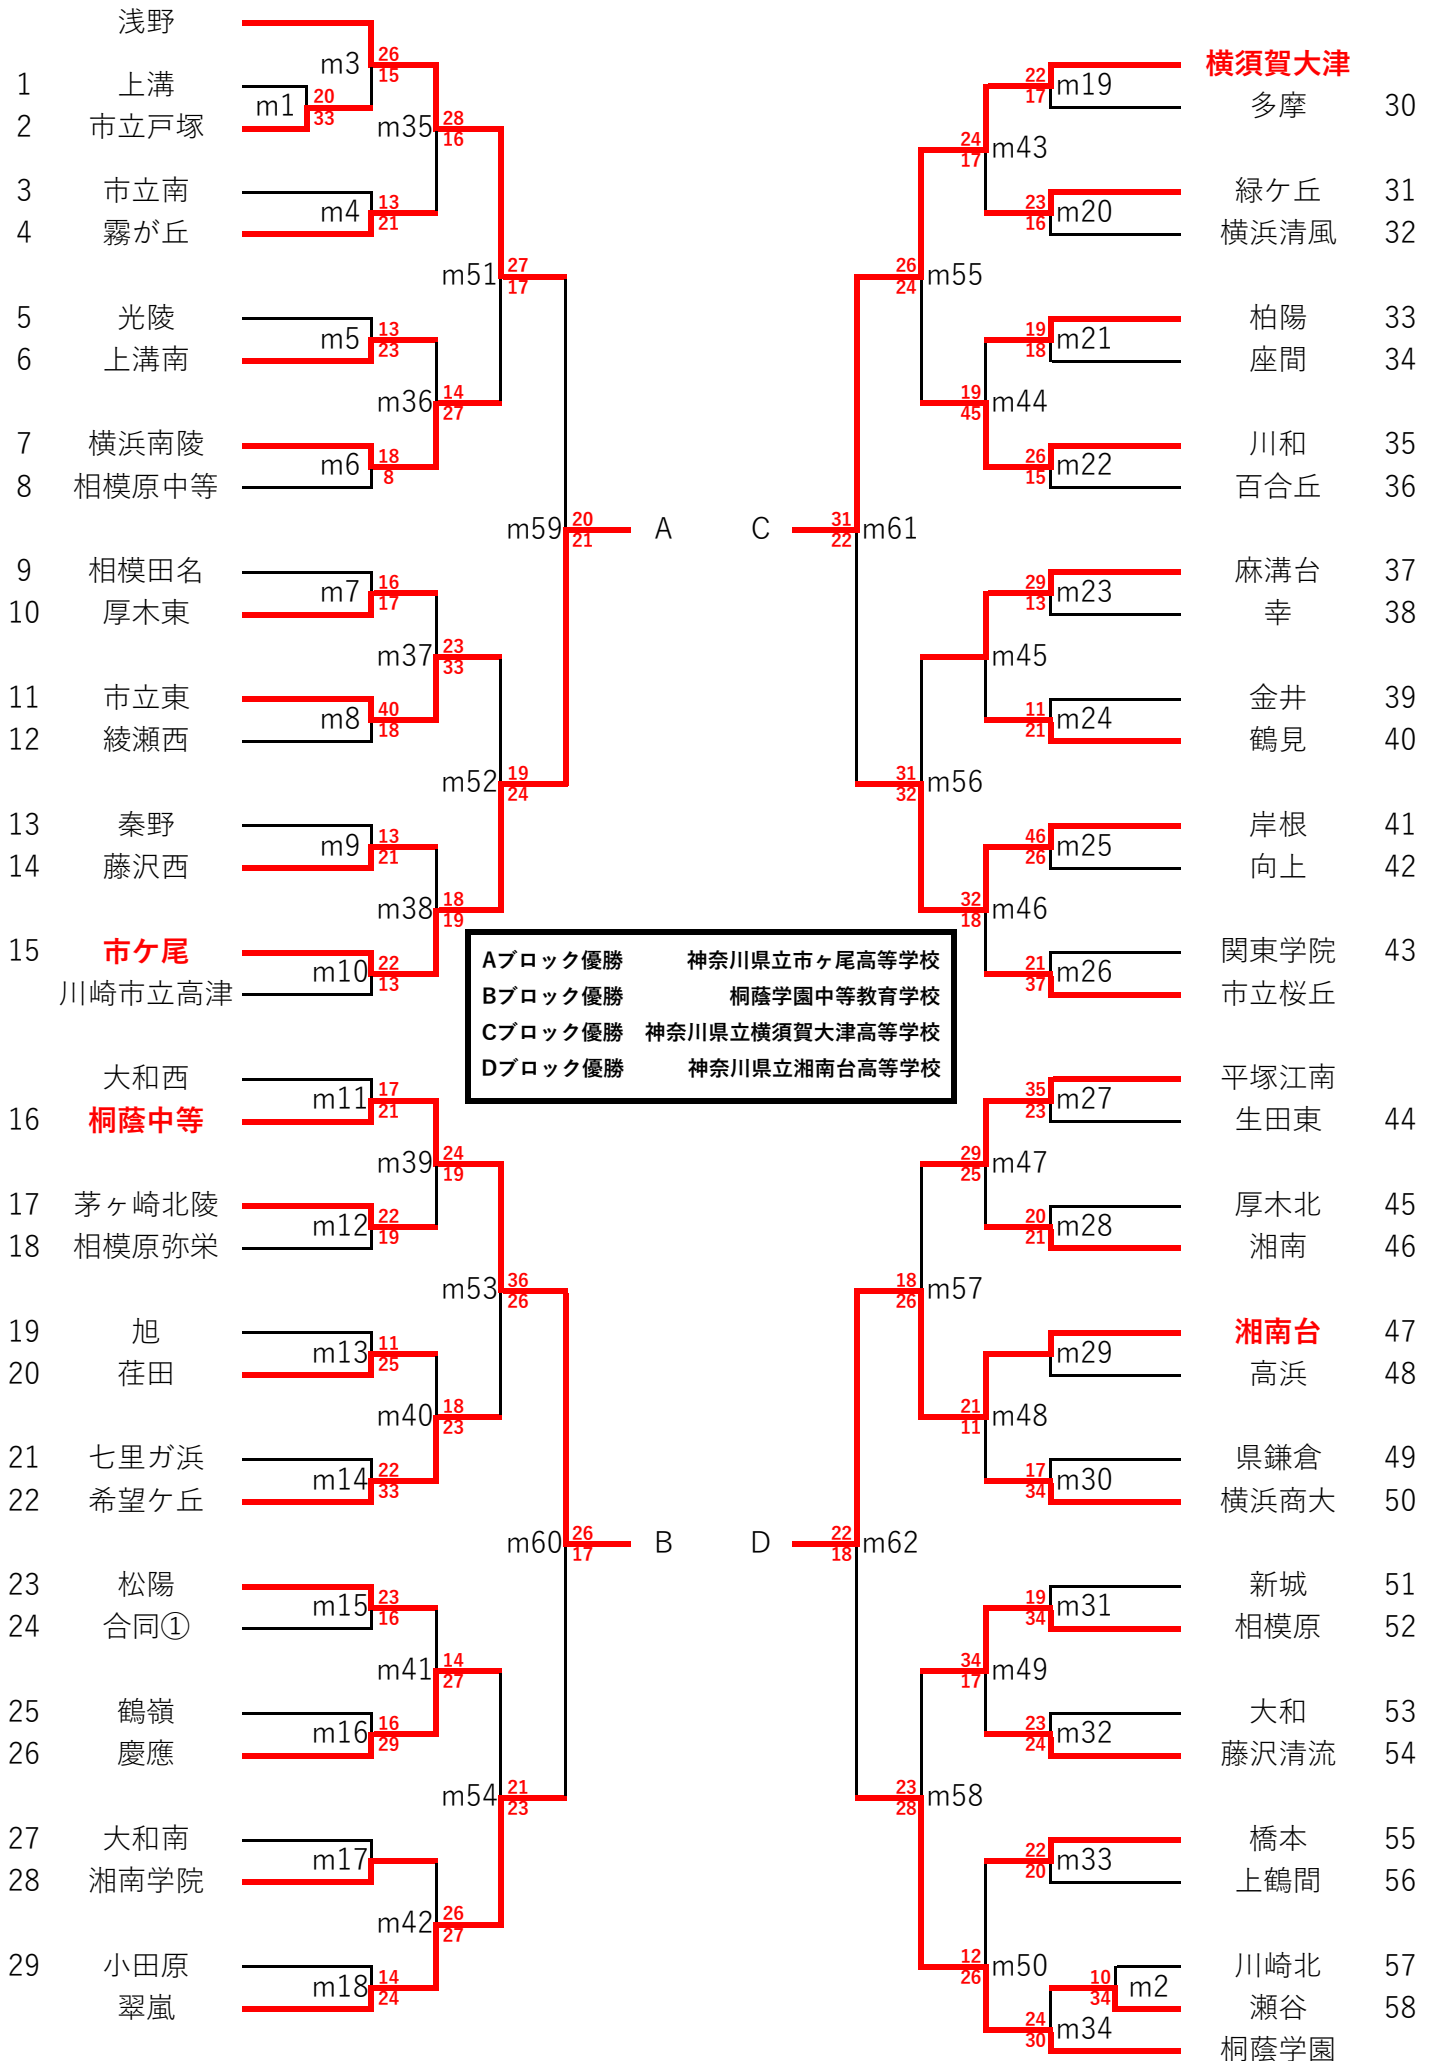 浅野
m3
26
15
1 上溝
m1
20
33
2 市立戸塚
m35
28
16
3 市立南
m4
13
21
4 霧が丘
m51
27
17
5 光陵
m5
13
23
6 上溝南
m36
14
27
7 横浜南陵
m6
18
8
8 相模原中等
m59
20
21
A
9 相模田名
m7
16
17
10 厚木東
m37
23
33
11 市立東
m8
40
18
12 綾瀬西
m52
19
24
13 秦野
m9
13
21
14 藤沢西
m38
18
19
15 市ケ尾
m10
22
13
川崎市立高津
大和西
m11
17
21
16 桐蔭中等
m39
24
19
17 茅ヶ崎北陵
m12
22
19
18 相模原弥栄
m53
36
26
19 旭
m13
11
25
20 荏田
m40
18
23
21 七里ガ浜
m14
22
33
22 希望ケ丘
m60
26
17
B
23 松陽
m15
23
16
24 合同①
m41
14
27
25 鶴嶺
m16
16
29
26 慶應
m54
21
23
27 大和南
m17
28 湘南学院
m42
26
27
29 小田原
m18
14
24
翠嵐
Aブロック優勝 神奈川県立市ヶ尾高等学校
Bブロック優勝 桐蔭学園中等教育学校
Cブロック優勝 神奈川県立横須賀大津高等学校
Dブロック優勝 神奈川県立湘南台高等学校
横須賀大津
22
17
m19
多摩 30
24
17
m43
緑ケ丘 31
23
16
m20
横浜清風 32
26
24
m55
柏陽 33
19
18
m21
座間 34
19
45
m44
川和 35
26
15
m22
百合丘 36
C
31
22
m61
麻溝台 37
29
13
m23
幸 38
m45
金井 39
11
21
m24
鶴見 40
31
32
m56
岸根 41
46
26
m25
向上 42
32
18
m46
関東学院 43
21
37
m26
市立桜丘
平塚江南
35
23
m27
生田東 44
29
25
m47
厚木北 45
20
21
m28
湘南 46
18
26
m57
湘南台 47
m29
高浜 48
21
11
m48
県鎌倉 49
17
34
m30
横浜商大 50
D
22
18
m62
新城 51
19
34
m31
相模原 52
34
17
m49
大和 53
23
24
m32
藤沢清流 54
23
28
m58
橋本 55
22
20
m33
上鶴間 56
12
26
m50
川崎北 57
10
34
m2
瀬谷 58
24
30
m34
桐蔭学園